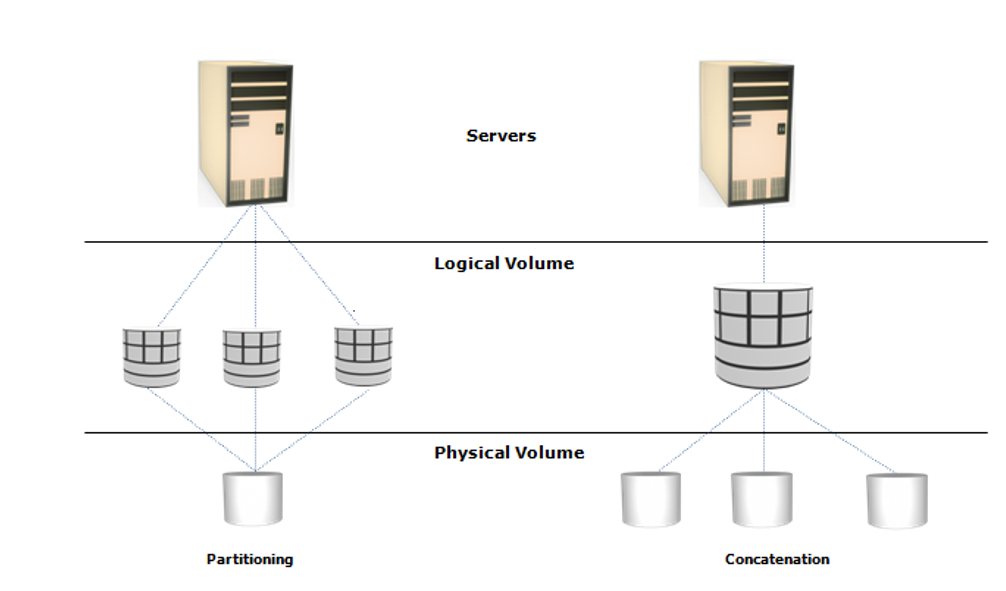 Servers
Logical Volume
Physical Volume
Partitioning
Concatenation